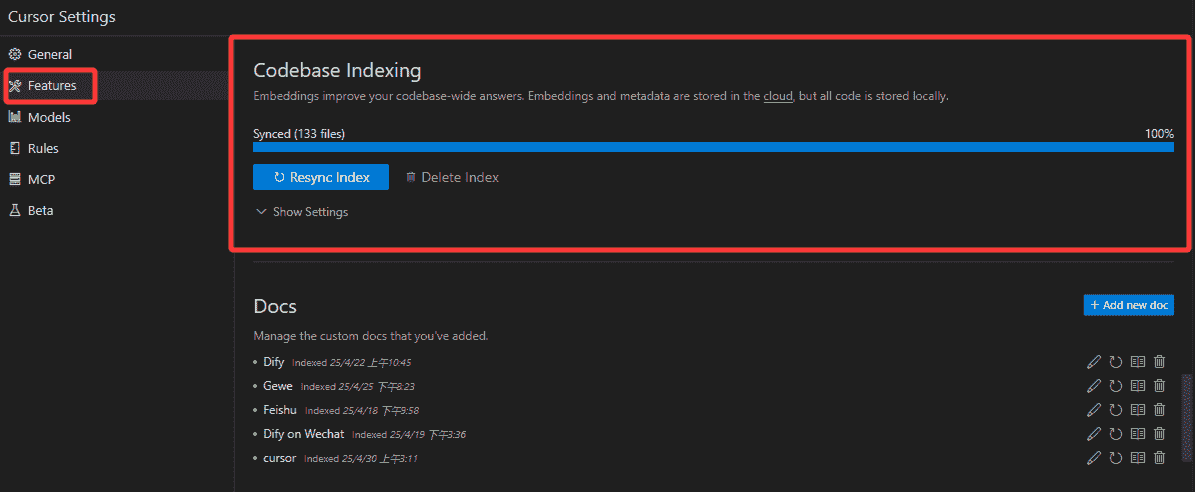 Cursor Settings
General
Features
Models
Rules
MCP
Beta
Codebase Indexing
Embeddings improve your codebase-wide answers. Embeddings and metadata are stored in the cloud, but all code is stored locally.
Synced (133 files) 100%
Resync Index Delete Index
Show Settings
Docs
+ Add new doc
Manage the custom docs that you've added.
Dify Indexed 25/4/22 上午10:45
Gewe Indexed 25/4/25 下午8:23
Feishu Indexed 25/4/18 下午9:58
Dify on Wechat Indexed 25/4/19 下午3:36
cursor Indexed 25/4/30 上午3:11